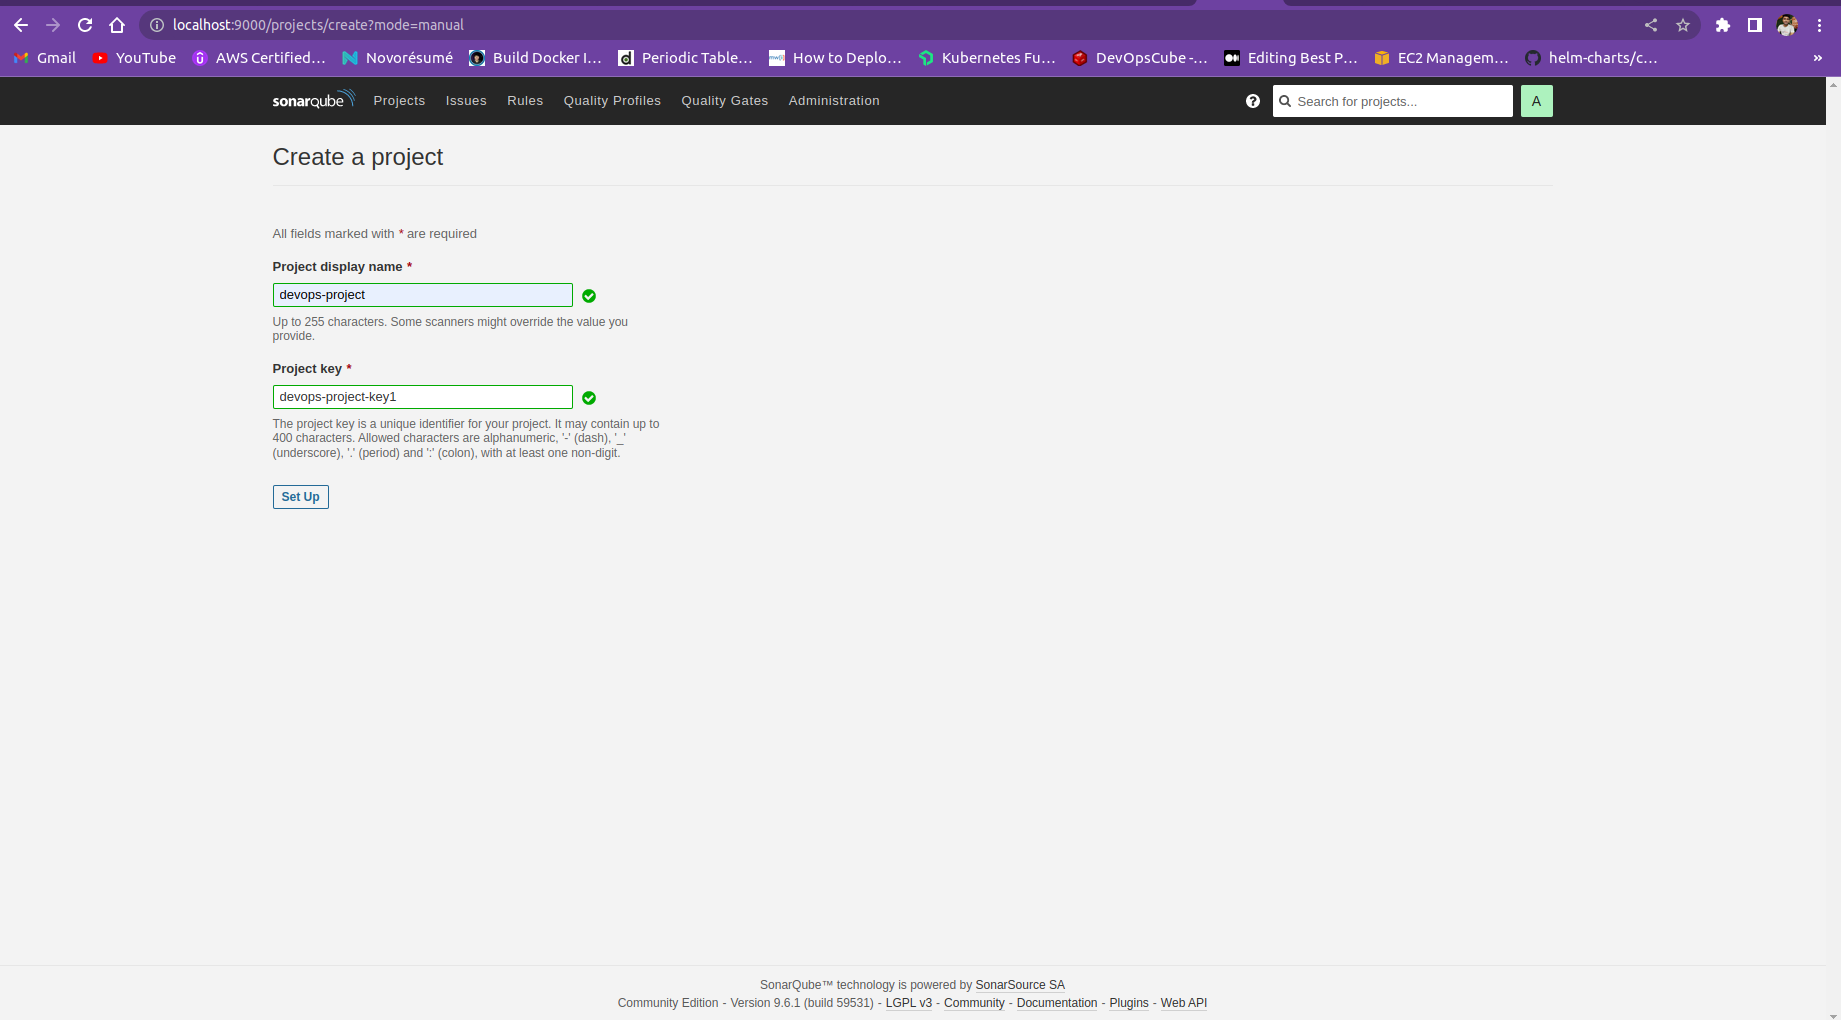 localhost:9000/projects/create?mode=manual
Gmail YouTube AWS Certified... Novorésumé Build Docker I... Periodic Table... How to Deplo... Kubernetes Fu... DevOpsCube -... Editing Best P... EC2 Managem... helm-charts/c... »
sonarqube Projects Issues Rules Quality Profiles Quality Gates Administration ? Search for projects... A
Create a project
All fields marked with * are required
Project display name *
devops-project
Up to 255 characters. Some scanners might override the value you
provide.
Project key *
devops-project-key1
The project key is a unique identifier for your project. It may contain up to
400 characters. Allowed characters are alphanumeric, '-' (dash), '_'
(underscore), '.' (period) and ':' (colon), with at least one non-digit.
Set Up
SonarQube™ technology is powered by SonarSource SA
Community Edition - Version 9.6.1 (build 59531) - LGPL v3 - Community - Documentation - Plugins - Web API